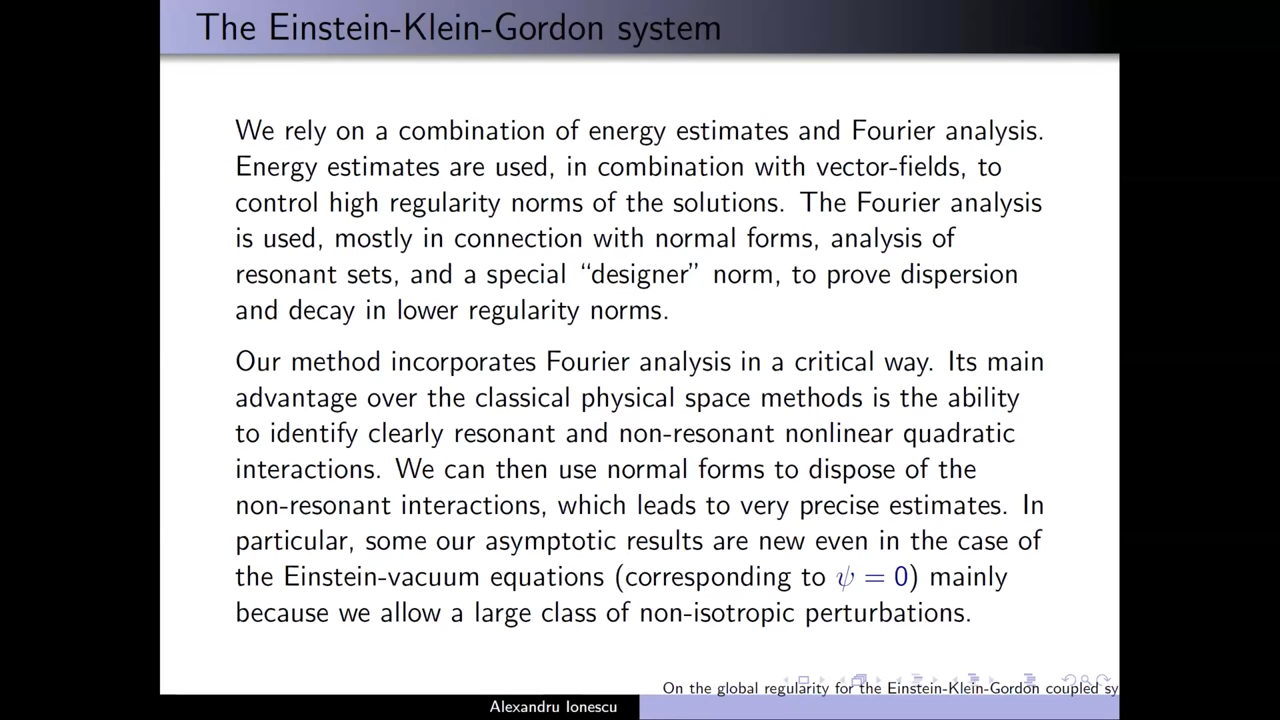 The Einstein-Klein-Gordon system
We rely on a combination of energy estimates and Fourier analysis.
Energy estimates are used, in combination with vector-fields, to
control high regularity norms of the solutions. The Fourier analysis
is used, mostly in connection with normal forms, analysis of
resonant sets, and a special “designer” norm, to prove dispersion
and decay in lower regularity norms.
Our method incorporates Fourier analysis in a critical way. Its main
advantage over the classical physical space methods is the ability
to identify clearly resonant and non-resonant nonlinear quadratic
interactions. We can then use normal forms to dispose of the
non-resonant interactions, which leads to very precise estimates. In
particular, some our asymptotic results are new even in the case of
the Einstein-vacuum equations (corresponding to ψ = 0) mainly
because we allow a large class of non-isotropic perturbations.
On the global regularity for the Einstein-Klein-Gordon coupled sy
Alexandru Ionescu